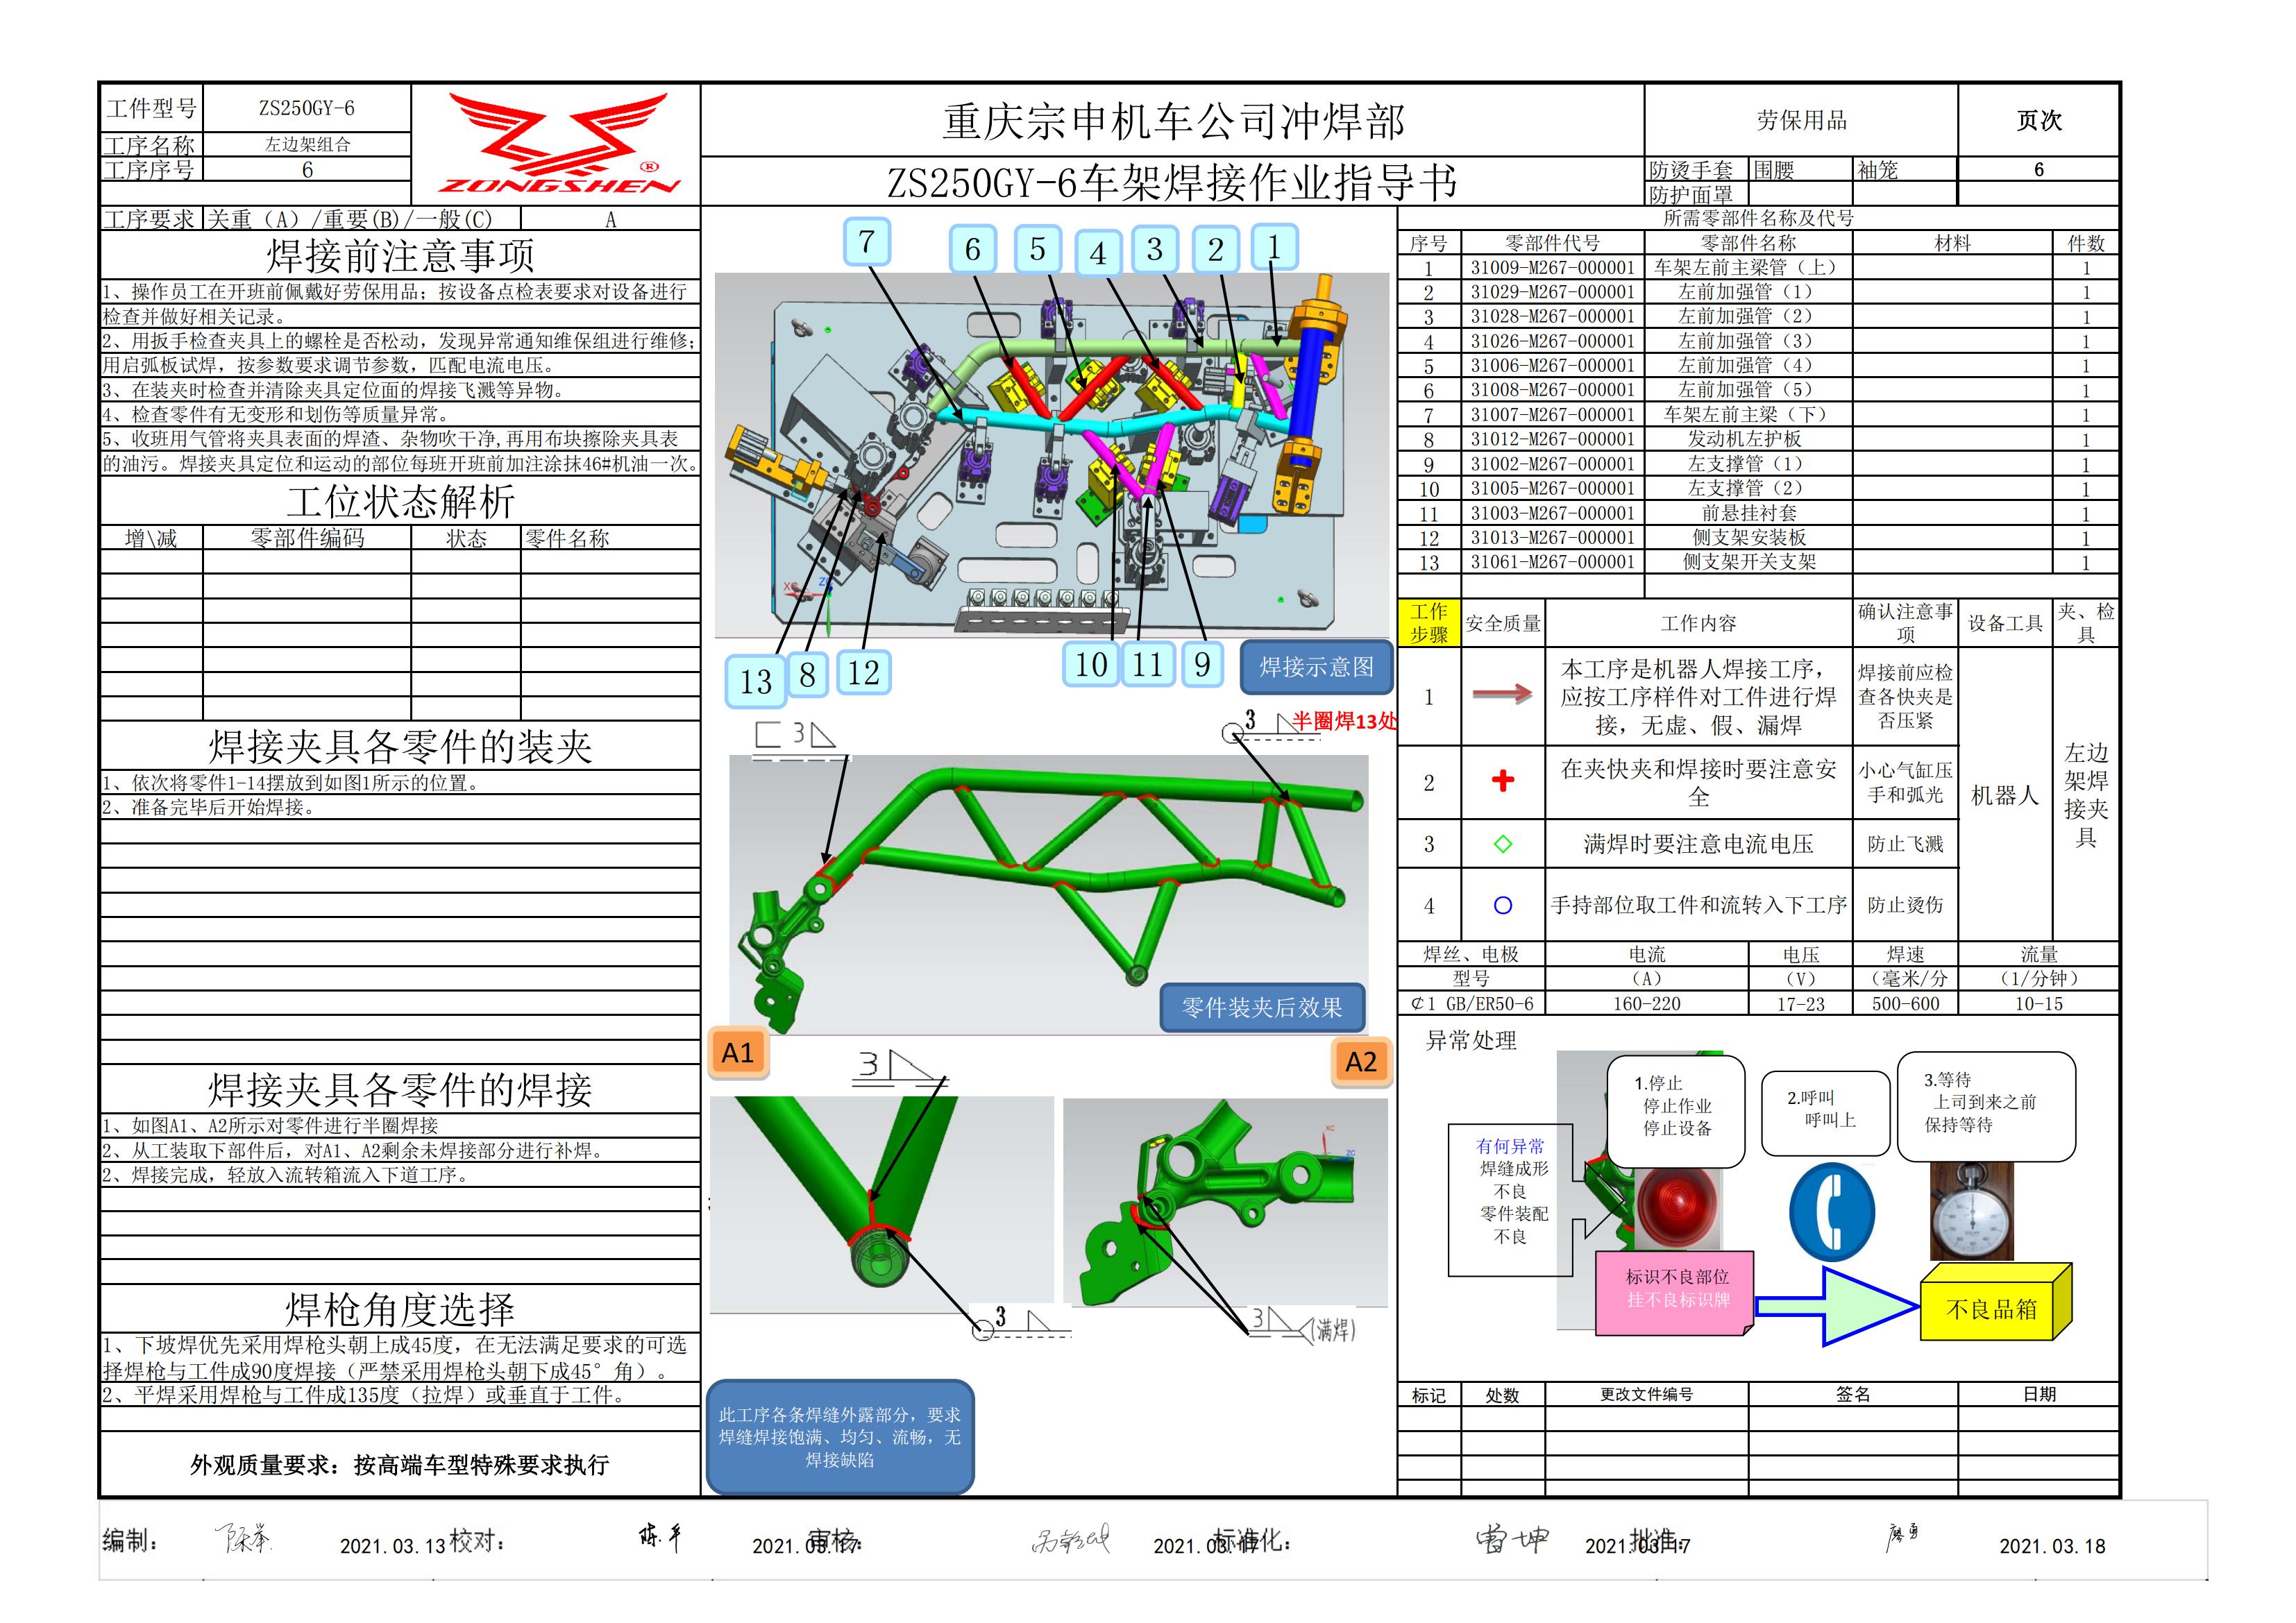 工件型号 ZS250GY-6
工序名称 左边架组合
工序序号 6
ZONGSHEN ®
重庆宗申机车公司冲焊部
ZS250GY-6车架焊接作业指导书
劳保用品 页次
防烫手套 围腰 袖笼 6
防护面罩
工序要求 关重（A）/重要(B)/一般(C) A
焊接前注意事项
1、操作员工在开班前佩戴好劳保用品；按设备点检表要求对设备进行
检查并做好相关记录。
2、用扳手检查夹具上的螺栓是否松动，发现异常通知维保组进行维修；
用启弧板试焊，按参数要求调节参数，匹配电流电压。
3、在装夹时检查并清除夹具定位面的焊接飞溅等异物。
4、检查零件有无变形和划伤等质量异常。
5、收班用气管将夹具表面的焊渣、杂物吹干净,再用布块擦除夹具表
的油污。焊接夹具定位和运动的部位每班开班前加注涂抹46#机油一次。
工位状态解析
增\减 零部件编码 状态 零件名称
焊接夹具各零件的装夹
1、依次将零件1-14摆放到如图1所示的位置。
2、准备完毕后开始焊接。
焊接夹具各零件的焊接
1、如图A1、A2所示对零件进行半圈焊接
2、从工装取下部件后，对A1、A2剩余未焊接部分进行补焊。
2、焊接完成，轻放入流转箱流入下道工序。
焊枪角度选择
1、下坡焊优先采用焊枪头朝上成45度，在无法满足要求的可选
择焊枪与工件成90度焊接（严禁采用焊枪头朝下成45°角）。
2、平焊采用焊枪与工件成135度（拉焊）或垂直于工件。
外观质量要求：按高端车型特殊要求执行
7 6 5 4 3 2 1
XC ZC
13 8 12 10 11 9
焊接示意图
3
3 半圈焊13处
零件装夹后效果
A1
A2
3
XC
ZC
3
3 (满焊)
此工序各条焊缝外露部分，要求
焊缝焊接饱满、均匀、流畅，无
焊接缺陷
所需零部件名称及代号
序号 零部件代号 零部件名称 材料 件数
1 31009-M267-000001 车架左前主梁管（上） 1
2 31029-M267-000001 左前加强管（1） 1
3 31028-M267-000001 左前加强管（2） 1
4 31026-M267-000001 左前加强管（3） 1
5 31006-M267-000001 左前加强管（4） 1
6 31008-M267-000001 左前加强管（5） 1
7 31007-M267-000001 车架左前主梁（下） 1
8 31012-M267-000001 发动机左护板 1
9 31002-M267-000001 左支撑管（1） 1
10 31005-M267-000001 左支撑管（2） 1
11 31003-M267-000001 前悬挂衬套 1
12 31013-M267-000001 侧支架安装板 1
13 31061-M267-000001 侧支架开关支架 1
工作步骤 安全质量 工作内容 确认注意事项 设备工具 夹、检具
1 本工序是机器人焊接工序，应按工序样件对工件进行焊接，无虚、假、漏焊 焊接前应检查各快夹是否压紧
2 在夹快夹和焊接时要注意安全 小心气缸压手和弧光
机器人 左边架焊接夹具
3 满焊时要注意电流电压 防止飞溅
4 手持部位取工件和流转入下工序 防止烫伤
焊丝、电极 电流 电压 焊速 流量
型号 （A） （V） （毫米/分 （1/分钟）
¢1 GB/ER50-6 160-220 17-23 500-600 10-15
异常处理
1.停止
停止作业
停止设备
2.呼叫
呼叫上
3.等待
上司到来之前
保持等待
有何异常
焊缝成形
不良
零件装配
不良
标识不良部位
挂不良标识牌
不良品箱
标记 处数 更改文件编号 签名 日期
编制： 2021.03.13 校对： 2021.03.17 审核： 2021.03.17 标准化： 2021.03.17 批准： 2021.03.18